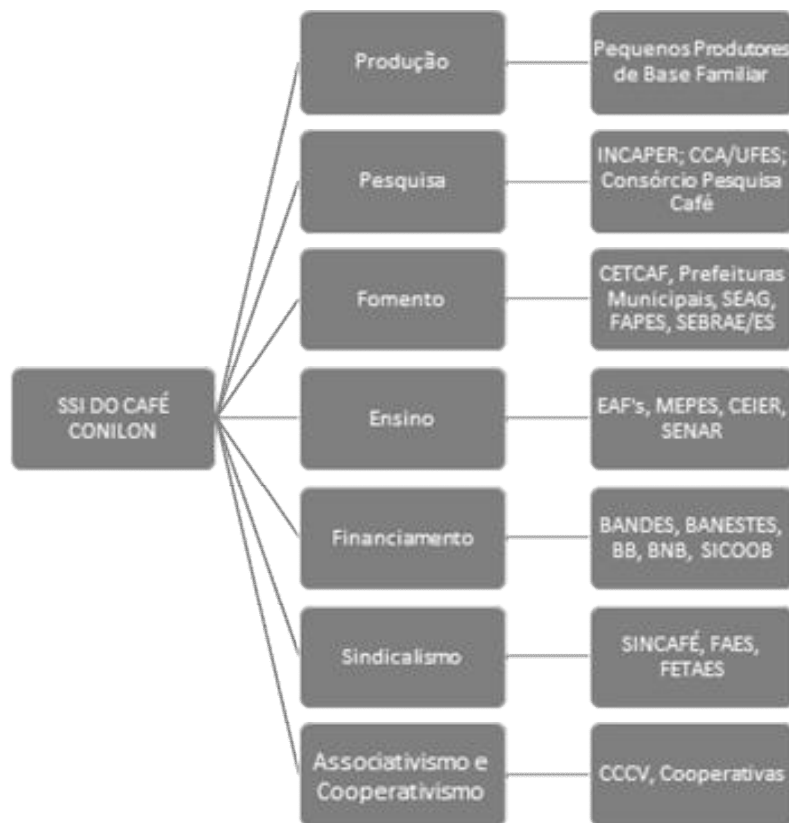 Produção
Pequenos Produtores
de Base Familiar
Pesquisa
INCAPER; CCA/UFES;
Consórcio Pesquisa
Café
Fomento
CETCAF, Prefeituras
Municipais, SEAG,
FAPES, SEBRAE/ES
SSI DO CAFÉ
CONILON
Ensino
EAF's, MEPES, CEIER,
SENAR
Financiamento
BANDES, BANESTES,
BB, BNB, SICOOB
Sindicalismo
SINCAFÉ, FAES,
FETAES
Associativismo e
Cooperativismo
CCCV, Cooperativas